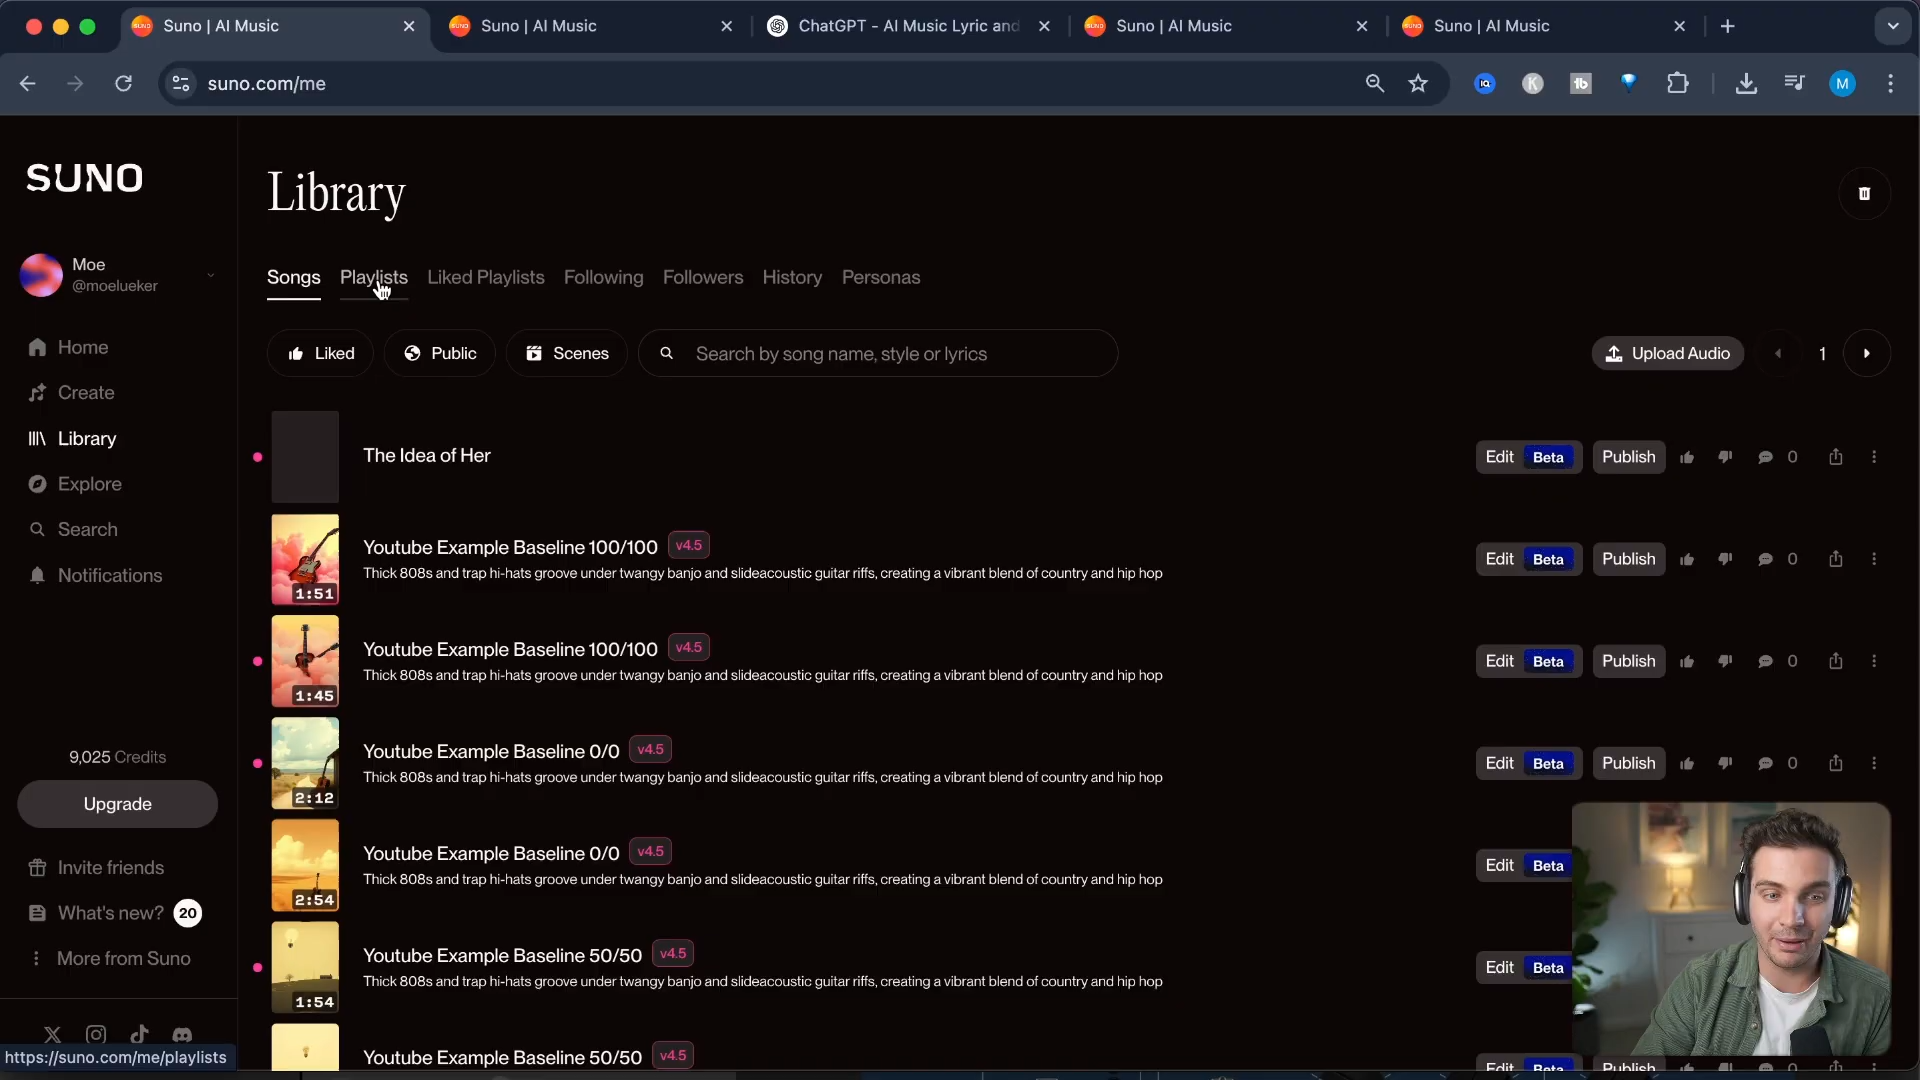 Suno | AI Music
Suno | AI Music
ChatGPT - AI Music Lyric and
Suno | AI Music
Suno | AI Music
suno.com/me
M
SUNO
Moe
@moelueker
Home
Create
Library
Explore
Search
Notifications
9,025 Credits
Upgrade
Invite friends
What's new? 20
More from Suno
https://suno.com/me/playlists
Library
Songs Playlists Liked Playlists Following Followers History Personas
Liked Public Scenes Search by song name, style or lyrics Upload Audio 1
The Idea of Her
Edit Beta Publish 0
Youtube Example Baseline 100/100 v4.5
Thick 808s and trap hi-hats groove under twangy banjo and slideacoustic guitar riffs, creating a vibrant blend of country and hip hop
1:51
Edit Beta Publish 0
Youtube Example Baseline 100/100 v4.5
Thick 808s and trap hi-hats groove under twangy banjo and slideacoustic guitar riffs, creating a vibrant blend of country and hip hop
1:45
Edit Beta Publish 0
Youtube Example Baseline 0/0 v4.5
Thick 808s and trap hi-hats groove under twangy banjo and slideacoustic guitar riffs, creating a vibrant blend of country and hip hop
2:12
Edit Beta Publish 0
Youtube Example Baseline 0/0 v4.5
Thick 808s and trap hi-hats groove under twangy banjo and slideacoustic guitar riffs, creating a vibrant blend of country and hip hop
2:54
Edit Beta
Youtube Example Baseline 50/50 v4.5
Thick 808s and trap hi-hats groove under twangy banjo and slideacoustic guitar riffs, creating a vibrant blend of country and hip hop
1:54
Edit Beta
Youtube Example Baseline 50/50 v4.5
Edit Beta Publish 0